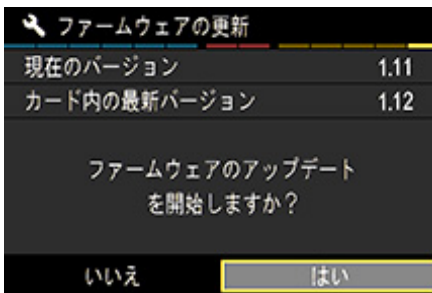 ファームウェアの更新
現在のバージョン 1.11
カード内の最新バージョン 1.12
ファームウェアのアップデート
を開始しますか？
いいえ はい